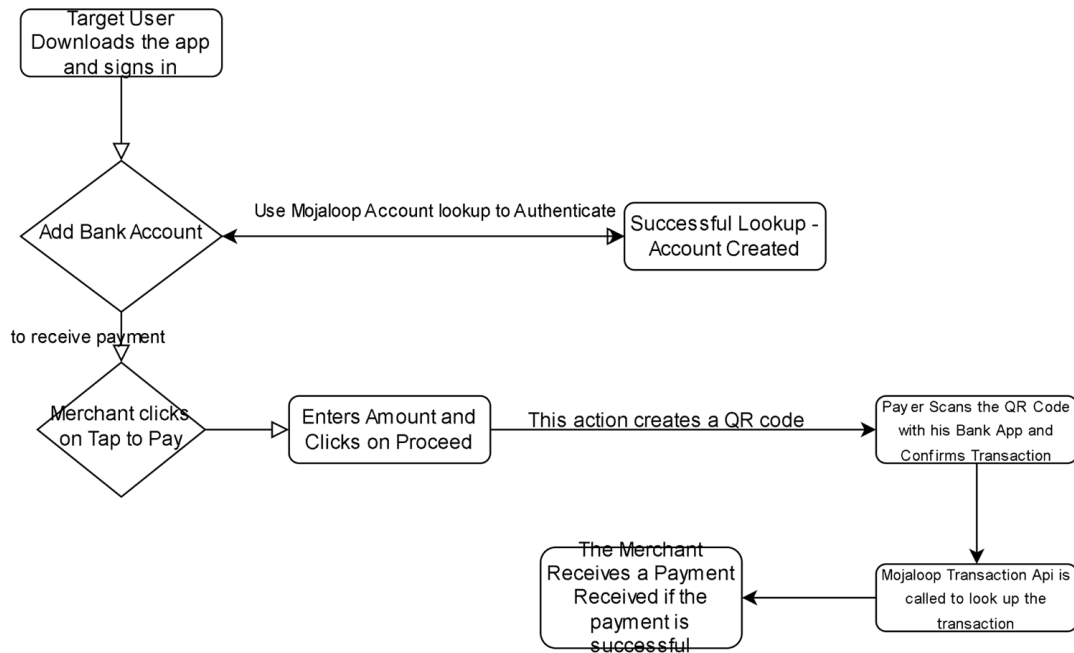 Target User
Downloads the app
and signs in
Add Bank Account
Use Mojaloop Account lookup to Authenticate
Successful Lookup -
Account Created
to receive payment
Merchant clicks
on Tap to Pay
Enters Amount and
Clicks on Proceed
This action creates a QR code
Payer Scans the QR Code
with his Bank App and
Confirms Transaction
Mojaloop Transaction Api is
called to look up the
transaction
The Merchant
Receives a Payment
Received if the
payment is
successful